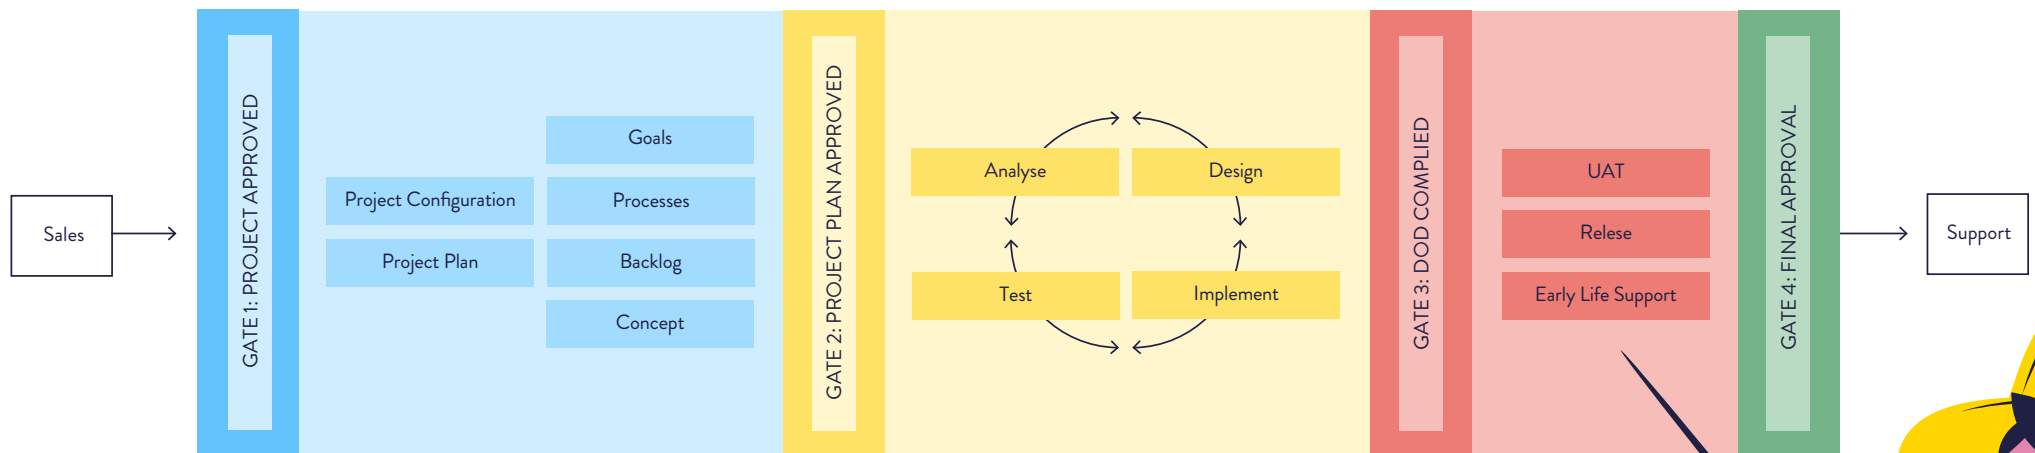 Sales
GATE 1: PROJECT APPROVED
Project Configuration
Project Plan
Goals
Processes
Backlog
Concept
GATE 2: PROJECT PLAN APPROVED
Analyse
Design
Test
Implement
GATE 3: DOD COMPLIED
UAT
Relese
Early Life Support
GATE 4: FINAL APPROVAL
Support